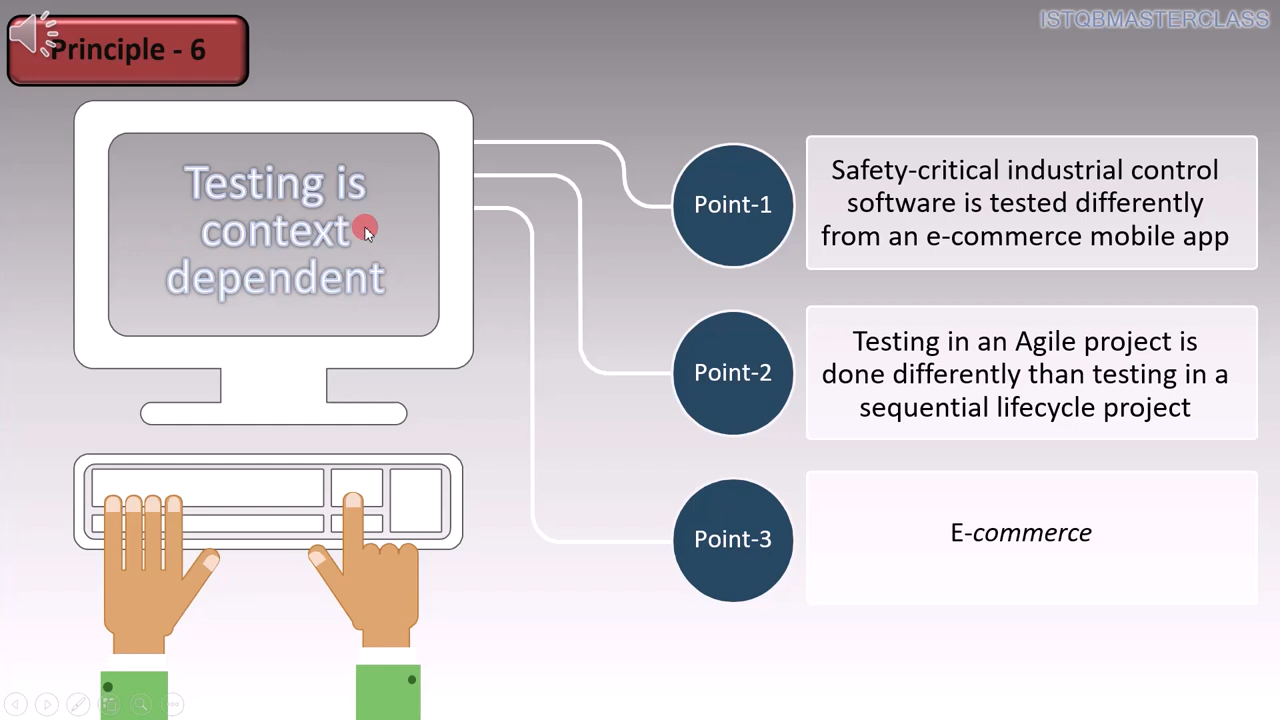 ISTQBMASTERCLASS
Principle - 6
Testing is
context
dependent
Point-1
Safety-critical industrial control
software is tested differently
from an e-commerce mobile app
Point-2
Testing in an Agile project is
done differently than testing in a
sequential lifecycle project
Point-3
E-commerce